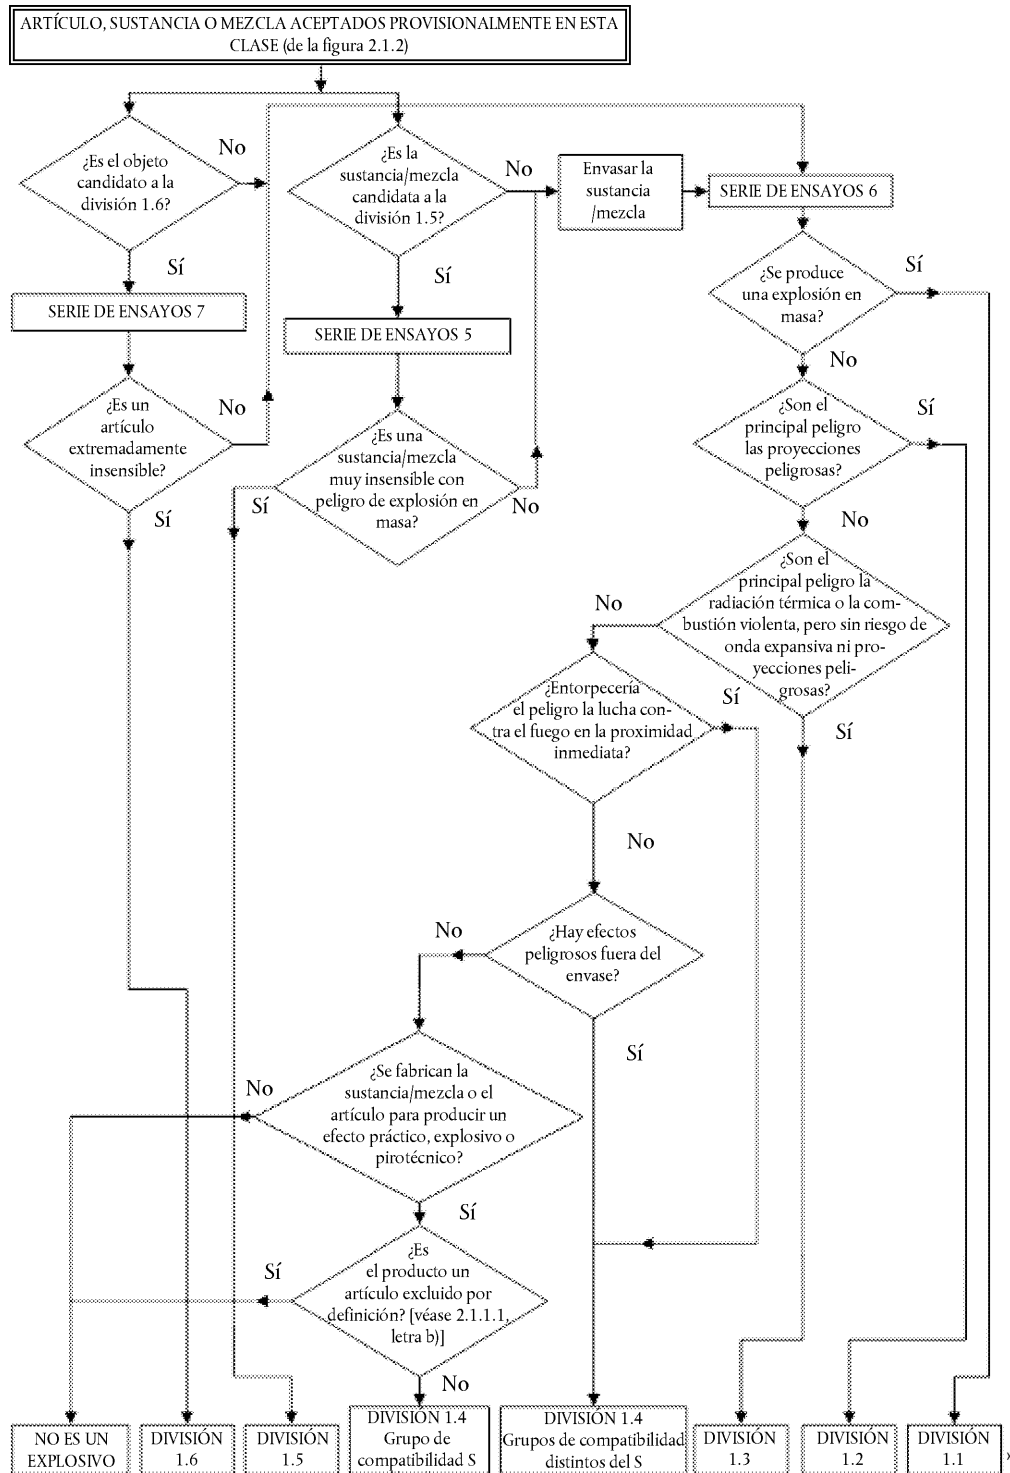 ARTÍCULO, SUSTANCIA O MEZCLA ACEPTADOS PROVISIONALMENTE EN ESTA
CLASE (de la figura 2.1.2)
¿Es el objeto
candidato a la
división 1.6?
No
¿Es la
sustancia/mezcla
candidata a la
división 1.5?
No
Envasar la
sustancia
/mezcla
SERIE DE ENSAYOS 6
Sí
Sí
¿Se produce
una explosión en
masa?
Sí
SERIE DE ENSAYOS 7
SERIE DE ENSAYOS 5
No
¿Es un
artículo
extremadamente
insensible?
No
¿Es una
sustancia/mezcla
muy insensible con
peligro de explosión en
masa?
¿Son el
principal peligro
las proyecciones
peligrosas?
Sí
Sí
Sí
No
No
¿Son el
principal peligro la
radiación térmica o la com-
bustión violenta, pero sin riesgo de
onda expansiva ni pro-
yecciones peli-
grosas?
No
¿Entorpecería
el peligro la lucha con-
tra el fuego en la proximidad
inmediata?
Sí
Sí
No
¿Hay efectos
peligrosos fuera del
envase?
No
Sí
¿Se fabrican la
sustancia/mezcla o el
artículo para producir un
efecto práctico, explosivo o
pirotécnico?
No
Sí
¿Es
el producto un
artículo excluido por
definición? [véase 2.1.1.1,
letra b)]
Sí
No
NO ES UN
EXPLOSIVO
DIVISIÓN
1.6
DIVISIÓN
1.5
DIVISIÓN 1.4
Grupo de
compatibilidad S
DIVISIÓN 1.4
Grupos de compatibilidad
distintos del S
DIVISIÓN
1.3
DIVISIÓN
1.2
DIVISIÓN
1.1
»